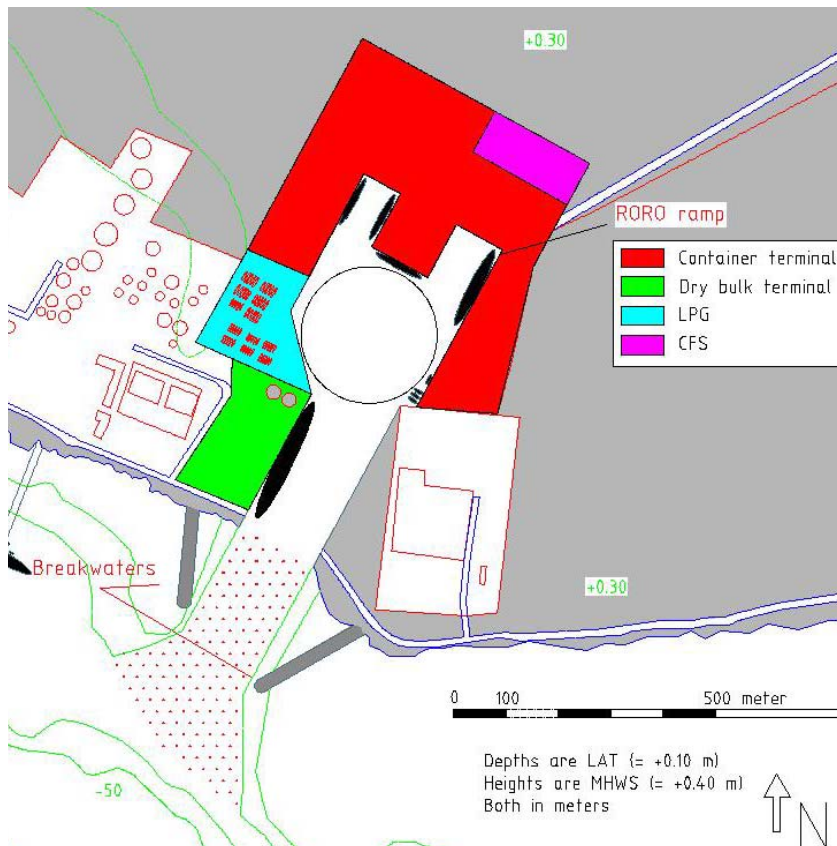 +0.30
RORO ramp
Container terminal
Dry bulk terminal
LPG
CFS
Breakwaters
+0.30
0 100 500 meter
Depths are LAT (= +0.10 m)
Heights are MHWS (= +0.40 m)
Both in meters
-50
N